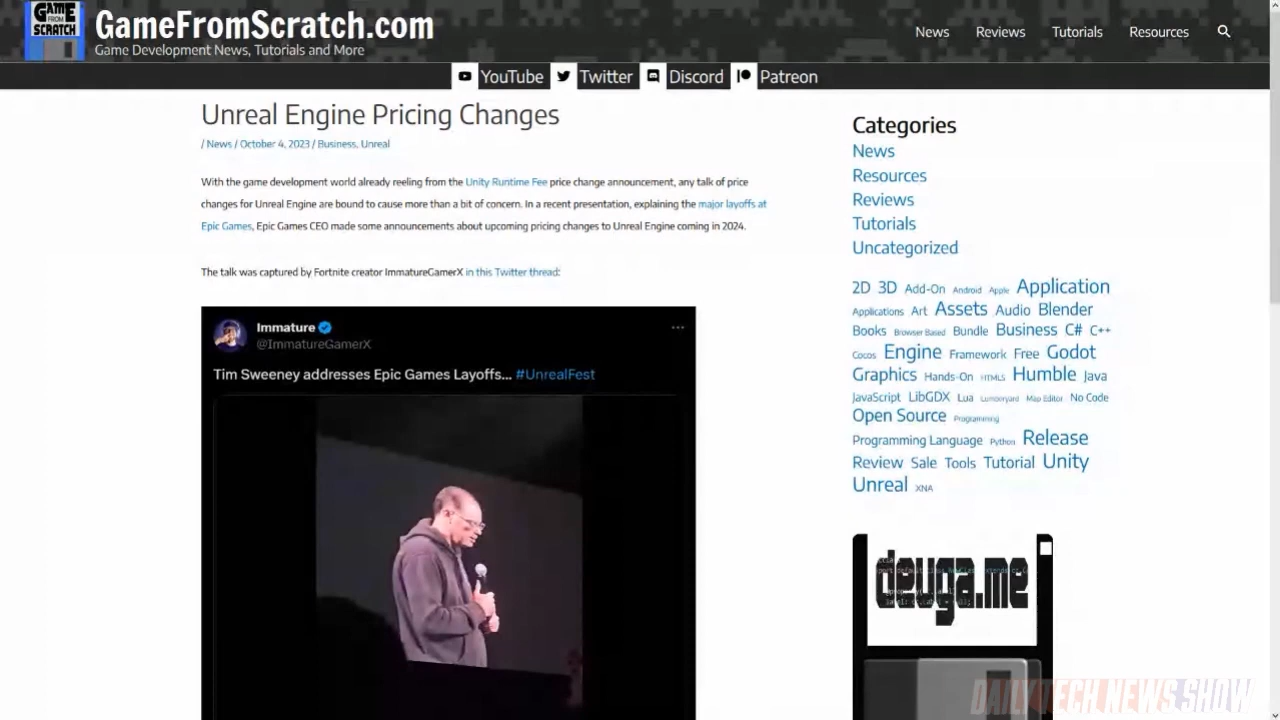 GAME
FROM
SCRATCH
GameFromScratch.com
Game Development News, Tutorials and More
News Reviews Tutorials Resources
YouTube Twitter Discord Patreon
Unreal Engine Pricing Changes
/ News / October 4, 2023 / Business, Unreal
With the game development world already reeling from the Unity Runtime Fee price change announcement, any talk of price
changes for Unreal Engine are bound to cause more than a bit of concern. In a recent presentation, explaining the major layoffs at
Epic Games, Epic Games CEO made some announcements about upcoming pricing changes to Unreal Engine coming in 2024.
The talk was captured by Fortnite creator ImmatureGamerX in this Twitter thread:
Immature
@ImmatureGamerX
Tim Sweeney addresses Epic Games Layoffs... #UnrealFest
Categories
News
Resources
Reviews
Tutorials
Uncategorized
2D 3D Add-On Android Apple Application
Applications Art Assets Audio Blender
Books Browser Based Bundle Business C# C++
Cocos Engine Framework Free Godot
Graphics Hands-On HTML5 Humble Java
JavaScript LibGDX Lua Lumberyard Map Editor No Code
Open Source Programming
Programming Language Python Release
Review Sale Tools Tutorial Unity
Unreal XNA
devga.me
DAILY TECH NEWS SHOW